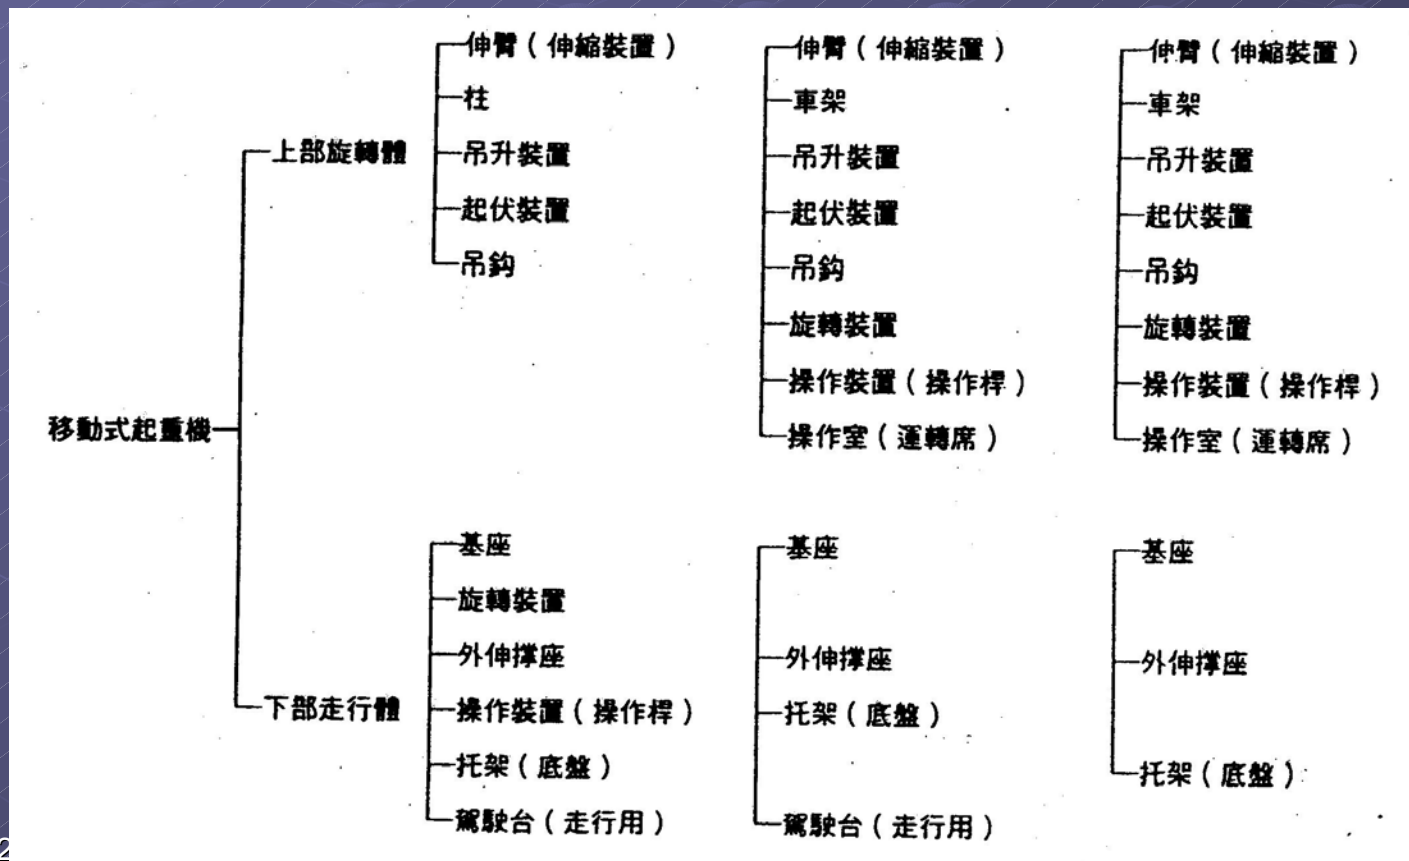 移動式起重機
上部旋轉體
伸臂（伸縮裝置）
柱
吊升裝置
起伏裝置
吊鈎
伸臂（伸縮裝置）
車架
吊升裝置
起伏裝置
吊鈎
旋轉裝置
操作裝置（操作桿）
操作室（運轉席）
伸臂（伸縮裝置）
車架
吊升裝置
起伏裝置
吊鈎
旋轉裝置
操作裝置（操作桿）
操作室（運轉席）
下部走行體
基座
旋轉裝置
外伸撐座
操作裝置（操作桿）
托架（底盤）
駕駛台（走行用）
基座
外伸撐座
托架（底盤）
駕駛台（走行用）
基座
外伸撐座
托架（底盤）
2